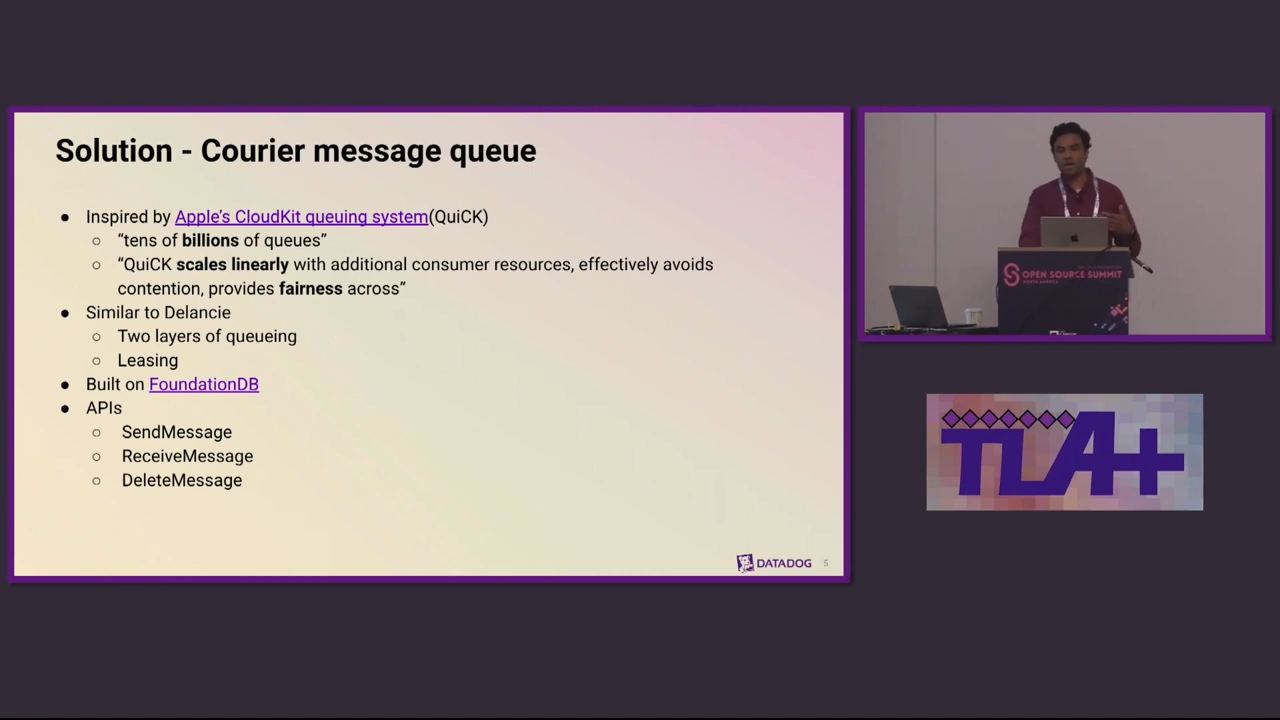 Solution - Courier message queue
● Inspired by Apple's CloudKit queuing system(QuiCK)
○ “tens of billions of queues”
○ “QuiCK scales linearly with additional consumer resources, effectively avoids
contention, provides fairness across”
● Similar to Delancie
○ Two layers of queueing
○ Leasing
● Built on FoundationDB
● APIs
○ SendMessage
○ ReceiveMessage
○ DeleteMessage
DATADOG 5
OPEN SOURCE SUMMIT
NORTH AMERICA
TLA+